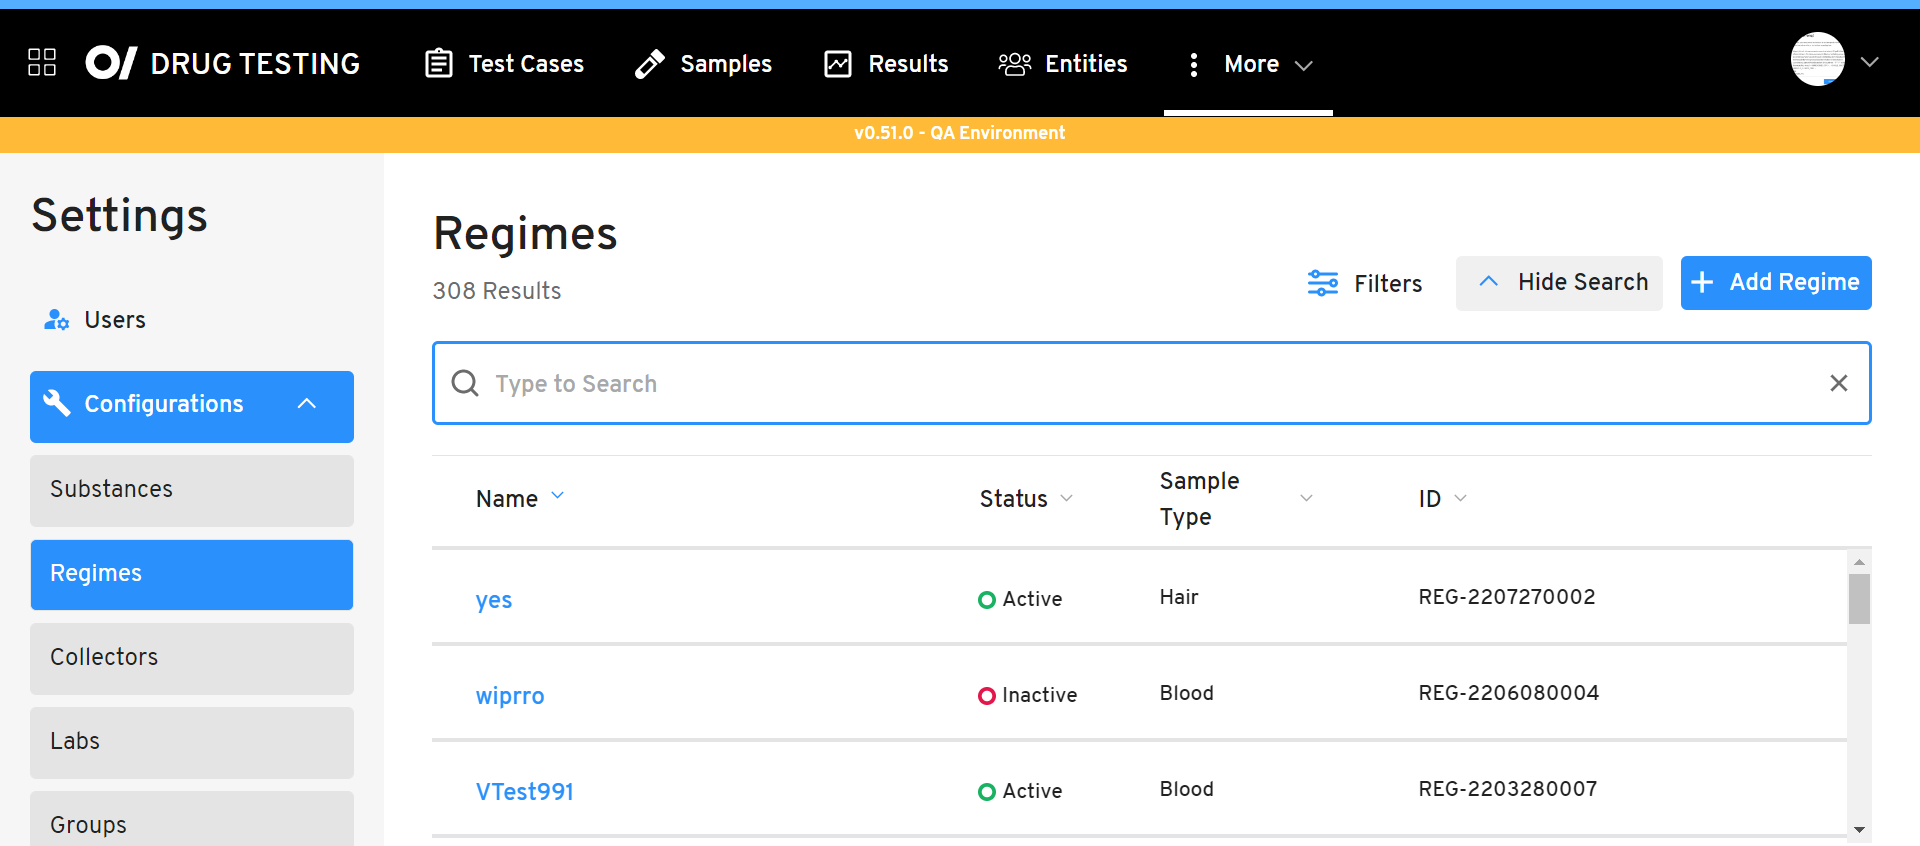 DRUG TESTING
Test Cases
Samples
Results
Entities
More
v0.51.0 - QA Environment
Settings
Users
Configurations
Substances
Regimes
Collectors
Labs
Groups
Regimes
308 Results
Filters
Hide Search
Add Regime
Type to Search
Name
Status
Sample
Type
ID
yes
Active
Hair
REG-2207270002
wiprro
Inactive
Blood
REG-2206080004
VTest991
Active
Blood
REG-2203280007